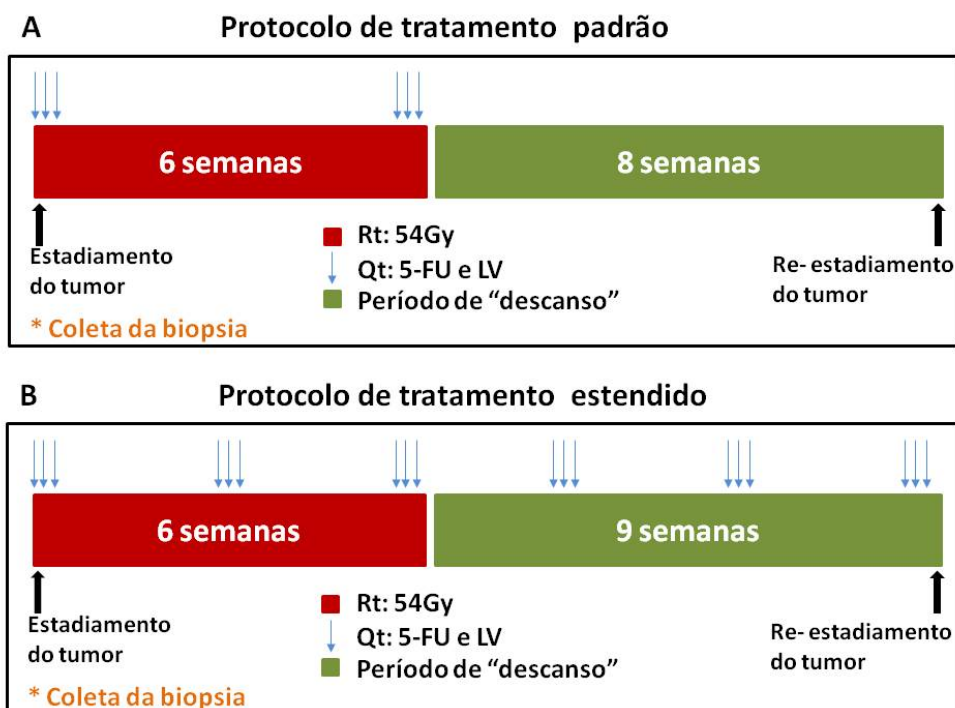 A
Protocolo de tratamento padrão
6 semanas
8 semanas
Estadiamento
do tumor
* Coleta da biopsia
Rt: 54Gy
Qt: 5-FU e LV
Período de “descanso”
Re- estadiamento
do tumor
B
Protocolo de tratamento estendido
6 semanas
9 semanas
Estadiamento
do tumor
* Coleta da biopsia
Rt: 54Gy
Qt: 5-FU e LV
Período de “descanso”
Re- estadiamento
do tumor